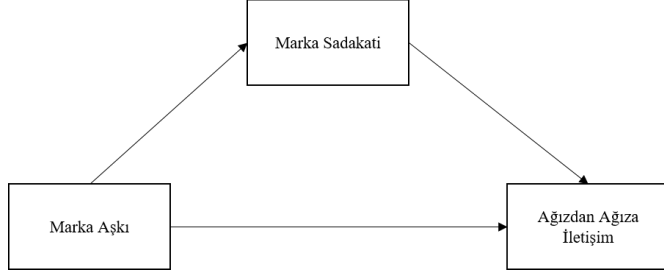 Marka Sadakati
Marka Aşkı
Ağızdan Ağıza
İletişim